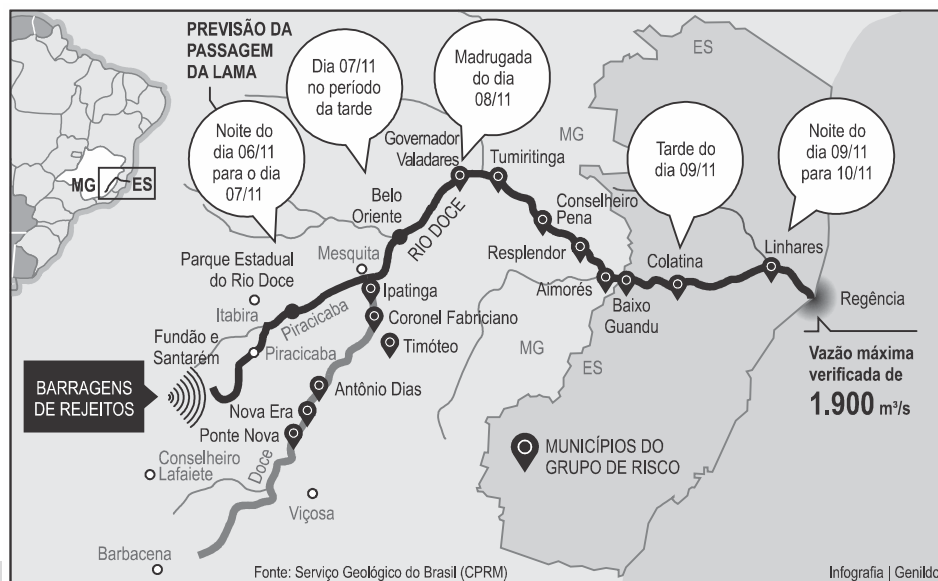 PREVISÃO DA
PASSAGEM
DA LAMA
Noite do
dia 06/11
para o dia
07/11
Dia 07/11
no período
da tarde
Madrugada
do dia
08/11
Tarde do
dia 09/11
Noite do
dia 09/11
para 10/11
ES
MG
MG
ES
Governador
Valadares
Tumiritinga
Belo
Oriente
RIO DOCE
Conselheiro
Pena
Resplendor
Aimorés
Baixo
Guandu
Colatina
Linhares
Regência
Vazão máxima
verificada de
1.900 m³/s
Mesquita
Parque Estadual
do Rio Doce
Itabira
Piracicaba
Ipatinga
Coronel Fabriciano
Timóteo
Fundão e
Santarém
Piracicaba
BARRAGENS
DE REJEITOS
Antônio Dias
Nova Era
Ponte Nova
Doce
Conselheiro
Lafaiete
Viçosa
Barbacena
MG
ES
MUNICÍPIOS DO
GRUPO DE RISCO
Fonte: Serviço Geológico do Brasil (CPRM)
Infografia | Genildo